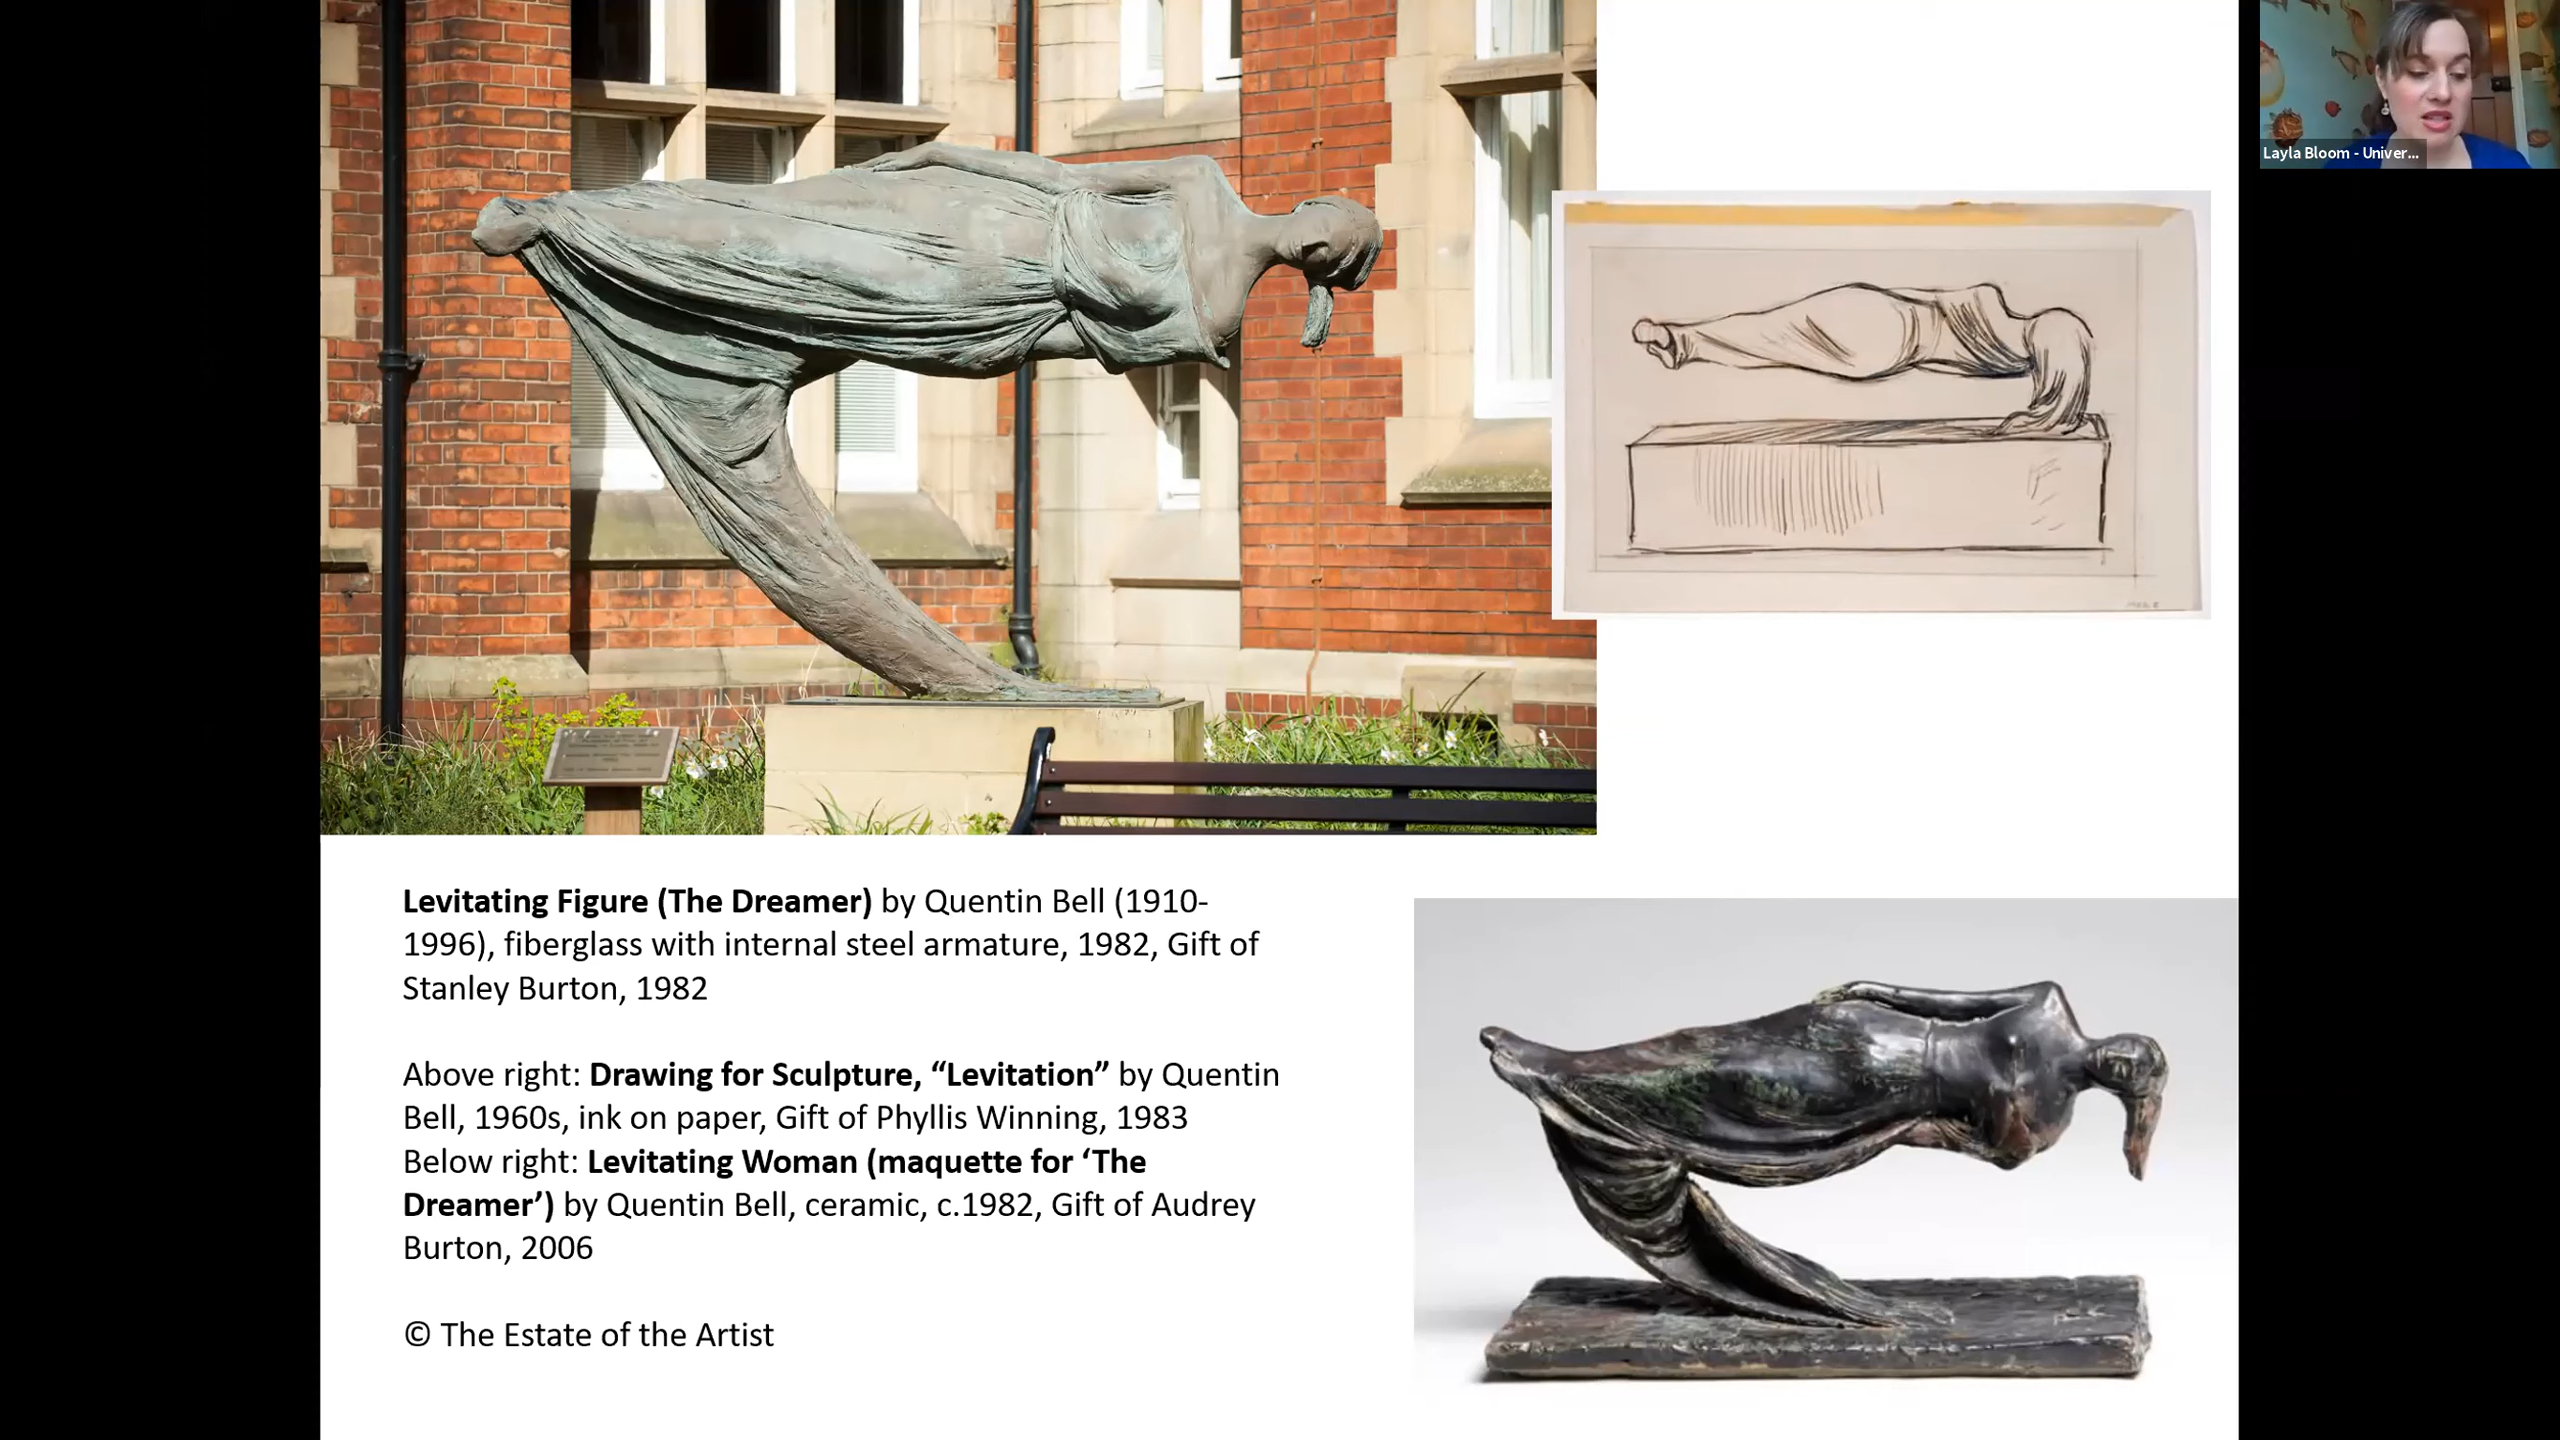 Layla Bloom - Univer...
Levitating Figure (The Dreamer) by Quentin Bell (1910-
1996), fiberglass with internal steel armature, 1982, Gift of
Stanley Burton, 1982
Above right: Drawing for Sculpture, “Levitation” by Quentin
Bell, 1960s, ink on paper, Gift of Phyllis Winning, 1983
Below right: Levitating Woman (maquette for ‘The
Dreamer’) by Quentin Bell, ceramic, c.1982, Gift of Audrey
Burton, 2006
© The Estate of the Artist